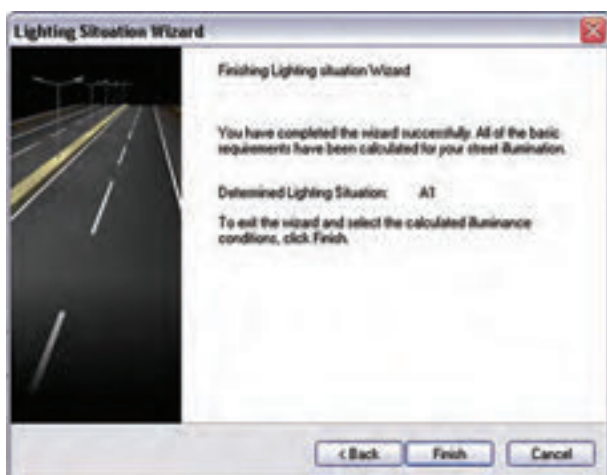 Lighting Situation Wizard
Finishing Lighting situation Wizard
You have completed the wizard successfully. All of the basic
requirements have been calculated for your street illumination.
Determined Lighting Situation: A1
To exit the wizard and select the calculated illuminance
conditions, click Finish.
< Back
Finish
Cancel